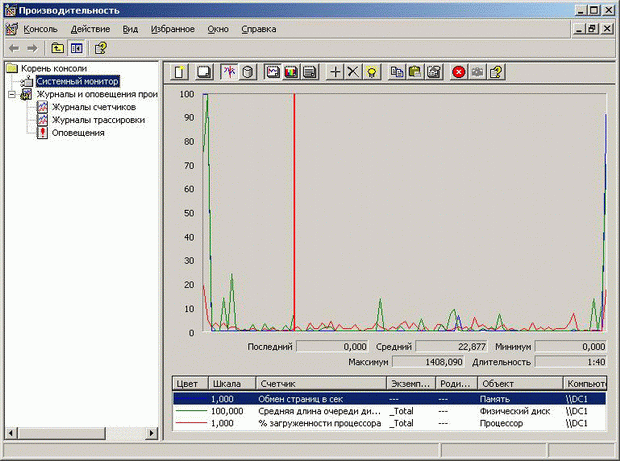 Производительность
Консоль Действие Вид Избранное Окно Справка
Корень консоли
Системный монитор
Журналы и оповещения прои
Журналы счетчиков
Журналы трассировки
Оповещения
100
90
80
70
60
50
40
30
20
10
0
Последний 0,000 Средний 22,877 Минимум 0,000
Максимум 1408,090 Длительность 1:40
Цвет Шкала Счетчик Экземп... Роди... Объект Компьюте
1,000 Обмен страниц в сек --- --- Память \\DC1
100,000 Средняя длина очереди ди... _Total --- Физический диск \\DC1
1,000 % загруженности процессора _Total --- Процессор \\DC1